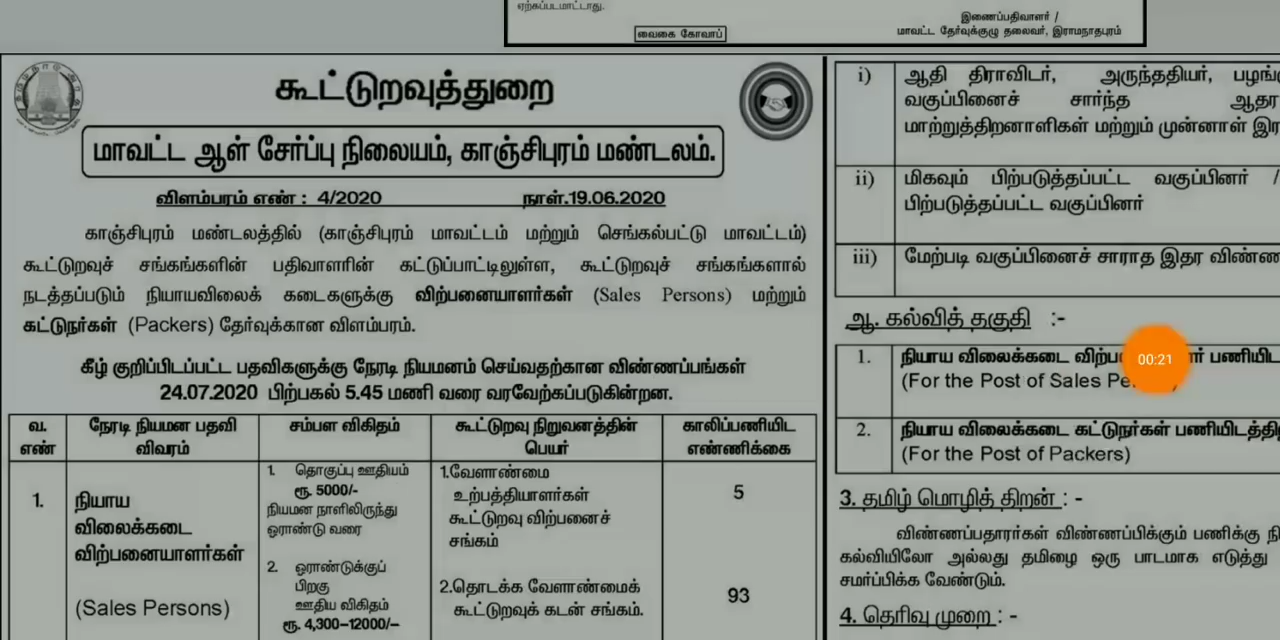 ஏற்கப்படமாட்டாது.
இணைப்பதிவாளர் /
மாவட்ட தேர்வுக்குழு தலைவர், இராமநாதபுரம்
வைகை கோவாப்
கூட்டுறவுத்துறை
மாவட்ட ஆள் சேர்ப்பு நிலையம், காஞ்சிபுரம் மண்டலம்.
விளம்பரம் எண் : 4/2020 நாள்.19.06.2020
காஞ்சிபுரம் மண்டலத்தில் (காஞ்சிபுரம் மாவட்டம் மற்றும் செங்கல்பட்டு மாவட்டம்)
கூட்டுறவுச் சங்கங்களின் பதிவாளரின் கட்டுப்பாட்டிலுள்ள, கூட்டுறவுச் சங்கங்களால்
நடத்தப்படும் நியாயவிலைக் கடைகளுக்கு விற்பனையாளர்கள் (Sales Persons) மற்றும்
கட்டுநர்கள் (Packers) தேர்வுக்கான விளம்பரம்.
கீழ் குறிப்பிடப்பட்ட பதவிகளுக்கு நேரடி நியமனம் செய்வதற்கான விண்ணப்பங்கள்
24.07.2020 பிற்பகல் 5.45 மணி வரை வரவேற்கப்படுகின்றன.
வ. எண்
நேரடி நியமன பதவி விவரம்
சம்பள விகிதம்
கூட்டுறவு நிறுவனத்தின் பெயர்
காலிப்பணியிட எண்ணிக்கை
1.
நியாய
விலைக்கடை
விற்பனையாளர்கள்
(Sales Persons)
1. தொகுப்பு ஊதியம்
ரூ. 5000/-
நியமன நாளிலிருந்து
ஓராண்டு வரை
2. ஓராண்டுக்குப்
பிறகு
ஊதிய விகிதம்
ரூ. 4,300–12000/–
1.வேளாண்மை
உற்பத்தியாளர்கள்
கூட்டுறவு விற்பனைச்
சங்கம்
5
2.தொடக்க வேளாண்மைக்
கூட்டுறவுக் கடன் சங்கம்.
93
i) ஆதி திராவிடர், அருந்ததியர், பழங்
வகுப்பினைச் சார்ந்த ஆதர
மாற்றுத்திறனாளிகள் மற்றும் முன்னாள் இரா
ii) மிகவும் பிற்படுத்தப்பட்ட வகுப்பினர் /
பிற்படுத்தப்பட்ட வகுப்பினர்
iii) மேற்படி வகுப்பினைச் சாராத இதர விண்ண
ஆ. கல்வித் தகுதி :-
1. நியாய விலைக்கடை விற்ப ர் பணியிட
(For the Post of Sales Pe
00:21
2. நியாய விலைக்கடை கட்டுநர்கள் பணியிடத்தி
(For the Post of Packers)
3. தமிழ் மொழித் திறன் : -
விண்ணப்பதாரர்கள் விண்ணப்பிக்கும் பணிக்கு நி
கல்வியிலோ அல்லது தமிழை ஒரு பாடமாக எடுத்து
சமர்ப்பிக்க வேண்டும்.
4. தெரிவு முறை : -